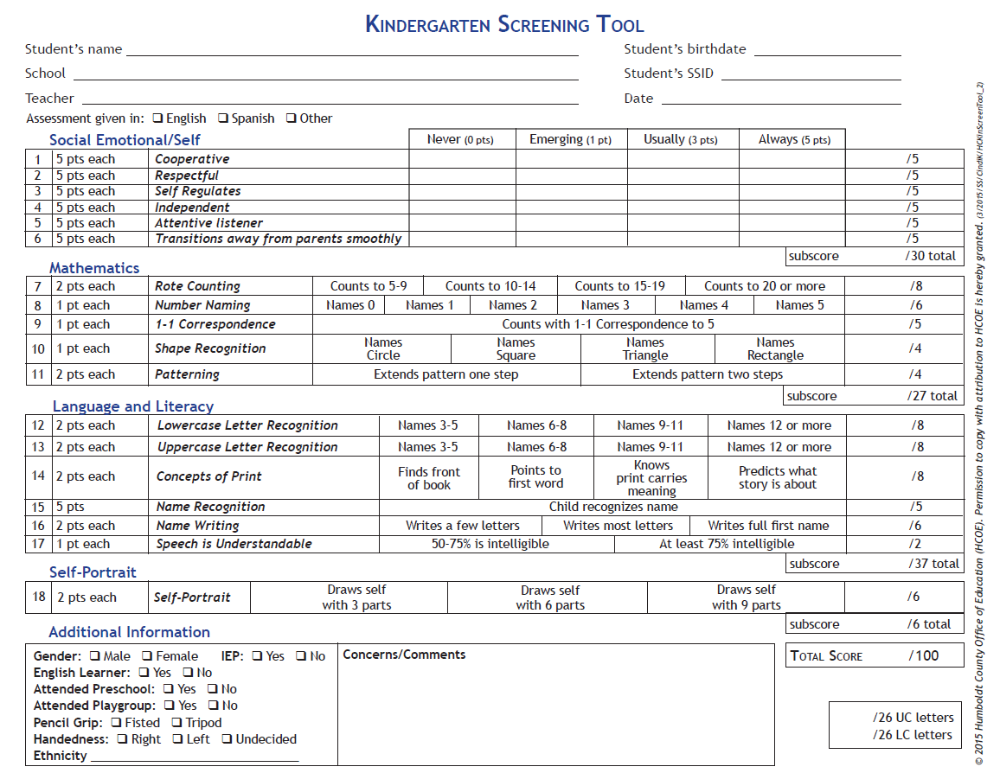 KINDERGARTEN SCREENING TOOL
Student's name Student's birthdate
School Student's SSID
Teacher Date
Assessment given in: ❑ English ❑ Spanish ❑ Other
Social Emotional/Self Never (0 pts) Emerging (1 pt) Usually (3 pts) Always (5 pts)
1 5 pts each Cooperative /5
2 5 pts each Respectful /5
3 5 pts each Self Regulates /5
4 5 pts each Independent /5
5 5 pts each Attentive listener /5
6 5 pts each Transitions away from parents smoothly /5
subscore /30 total
Mathematics
7 2 pts each Rote Counting Counts to 5-9 Counts to 10-14 Counts to 15-19 Counts to 20 or more /8
8 1 pt each Number Naming Names 0 Names 1 Names 2 Names 3 Names 4 Names 5 /6
9 1 pt each 1-1 Correspondence Counts with 1-1 Correspondence to 5 /5
10 1 pt each Shape Recognition Names Circle Names Square Names Triangle Names Rectangle /4
11 2 pts each Patterning Extends pattern one step Extends pattern two steps /4
subscore /27 total
Language and Literacy
12 2 pts each Lowercase Letter Recognition Names 3-5 Names 6-8 Names 9-11 Names 12 or more /8
13 2 pts each Uppercase Letter Recognition Names 3-5 Names 6-8 Names 9-11 Names 12 or more /8
14 2 pts each Concepts of Print Finds front of book Points to first word Knows print carries meaning Predicts what story is about /8
15 5 pts Name Recognition Child recognizes name /5
16 2 pts each Name Writing Writes a few letters Writes most letters Writes full first name /6
17 1 pt each Speech is Understandable 50-75% is intelligible At least 75% intelligible /2
subscore /37 total
Self-Portrait
18 2 pts each Self-Portrait Draws self with 3 parts Draws self with 6 parts Draws self with 9 parts /6
subscore /6 total
Additional Information
TOTAL SCORE /100
Gender: ❑ Male ❑ Female IEP: ❑ Yes ❑ No
English Learner: ❑ Yes ❑ No
Attended Preschool: ❑ Yes ❑ No
Attended Playgroup: ❑ Yes ❑ No
Pencil Grip: ❑ Fisted ❑ Tripod
Handedness: ❑ Right ❑ Left ❑ Undecided
Ethnicity
Concerns/Comments
/26 UC letters
/26 LC letters
© 2015 Humboldt County Office of Education (HCOE). Permission to copy with attribution to HCOE is hereby granted. (3/2015/SS/CindIK/HCKinScreenTool_2)